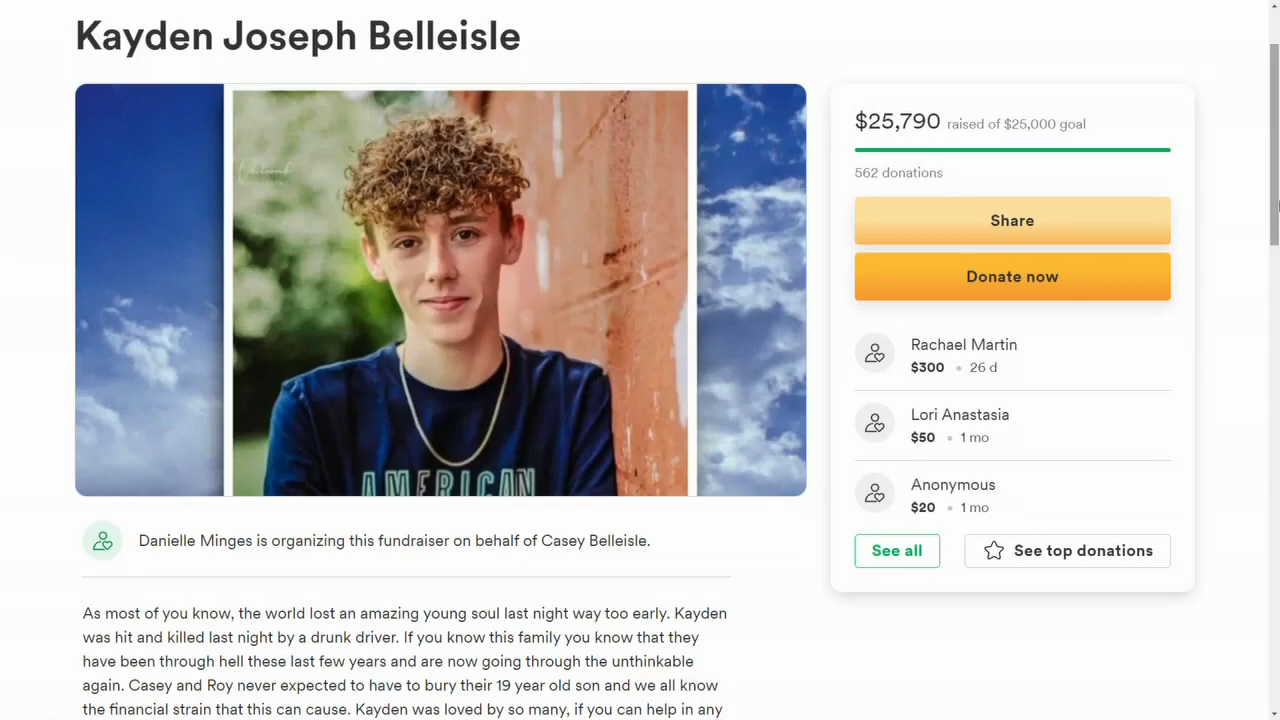 Kayden Joseph Belleisle
AMERICAN
$25,790 raised of $25,000 goal
562 donations
Share
Donate now
Rachael Martin
$300 • 26 d
Lori Anastasia
$50 • 1 mo
Anonymous
$20 • 1 mo
See all
See top donations
Danielle Minges is organizing this fundraiser on behalf of Casey Belleisle.
As most of you know, the world lost an amazing young soul last night way too early. Kayden
was hit and killed last night by a drunk driver. If you know this family you know that they
have been through hell these last few years and are now going through the unthinkable
again. Casey and Roy never expected to have to bury their 19 year old son and we all know
the financial strain that this can cause. Kayden was loved by so many, if you can help in any